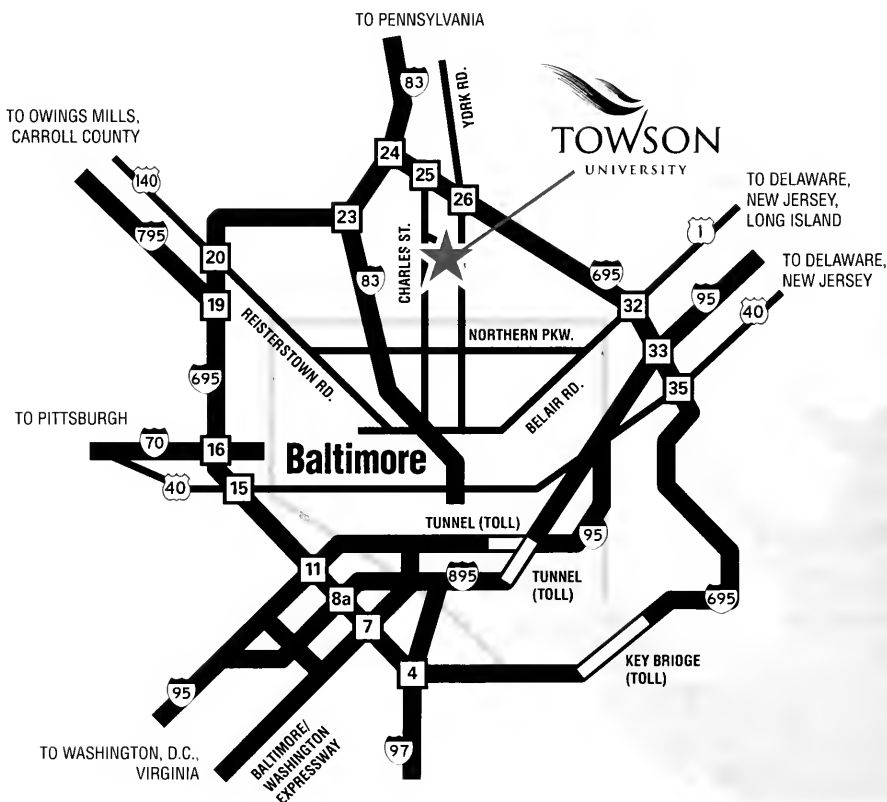 TO PENNSYLVANIA
83
YORK RD.
TOWSON
UNIVERSITY
TO OWINGS MILLS,
CARROLL COUNTY
140
795
24
25
26
23
20
19
TO DELAWARE,
NEW JERSEY,
LONG ISLAND
1
TO DELAWARE,
NEW JERSEY
695
95
40
32
33
35
CHARLES ST.
83
REISTERSTOWN RD.
NORTHERN PKW.
BELAIR RD.
695
TO PITTSBURGH
70
16
40
15
Baltimore
TUNNEL (TOLL)
95
11
895
TUNNEL
(TOLL)
8a
7
695
4
KEY BRIDGE
(TOLL)
95
97
TO WASHINGTON, D.C.,
VIRGINIA
BALTIMORE/
WASHINGTON
EXPRESSWAY